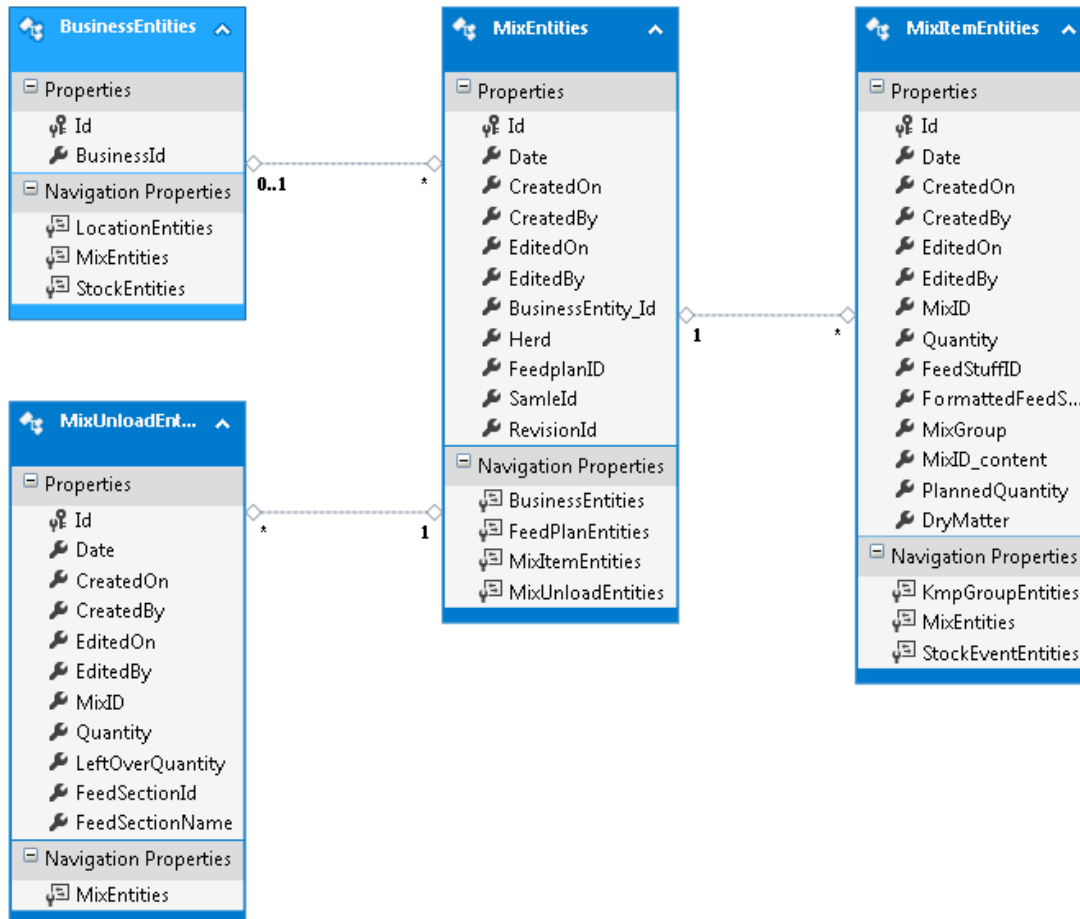 BusinessEntities
Properties
Id
BusinessId
Navigation Properties
LocationEntities
MixEntities
StockEntities
0..1
*
MixEntities
Properties
Id
Date
CreatedOn
CreatedBy
EditedOn
EditedBy
BusinessEntity_Id
Herd
FeedplanID
SamleId
RevisionId
Navigation Properties
BusinessEntities
FeedPlanEntities
MixItemEntities
MixUnloadEntities
1
*
MixItemEntities
Properties
Id
Date
CreatedOn
CreatedBy
EditedOn
EditedBy
MixID
Quantity
FeedStuffID
FormattedFeedS...
MixGroup
MixID_content
PlannedQuantity
DryMatter
Navigation Properties
KmpGroupEntities
MixEntities
StockEventEntities
MixUnloadEnt...
Properties
Id
Date
CreatedOn
CreatedBy
EditedOn
EditedBy
MixID
Quantity
LeftOverQuantity
FeedSectionId
FeedSectionName
Navigation Properties
MixEntities
*
1